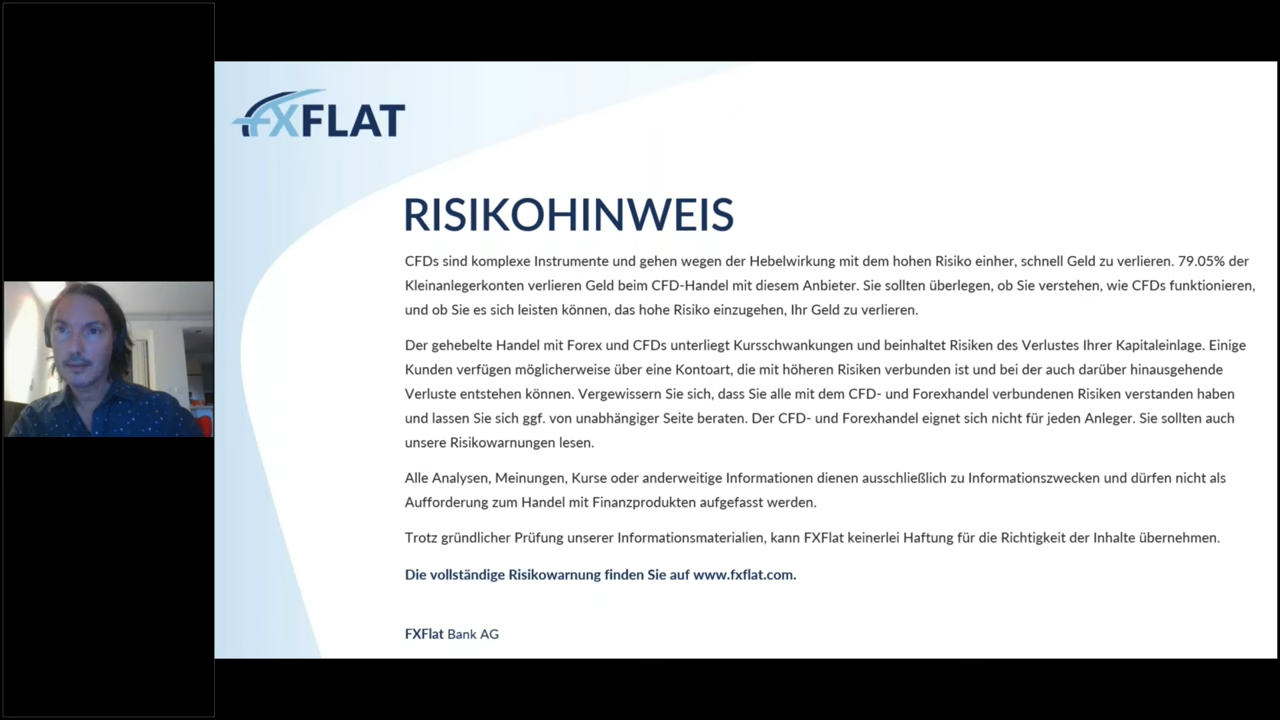 FXFLAT
RISIKOHINWEIS
CFDs sind komplexe Instrumente und gehen wegen der Hebelwirkung mit dem hohen Risiko einher, schnell Geld zu verlieren. 79.05% der
Kleinanlegerkonten verlieren Geld beim CFD-Handel mit diesem Anbieter. Sie sollten überlegen, ob Sie verstehen, wie CFDs funktionieren,
und ob Sie es sich leisten können, das hohe Risiko einzugehen, Ihr Geld zu verlieren.
Der gehebelte Handel mit Forex und CFDs unterliegt Kursschwankungen und beinhaltet Risiken des Verlustes Ihrer Kapitaleinlage. Einige
Kunden verfügen möglicherweise über eine Kontoart, die mit höheren Risiken verbunden ist und bei der auch darüber hinausgehende
Verluste entstehen können. Vergewissern Sie sich, dass Sie alle mit dem CFD- und Forexhandel verbundenen Risiken verstanden haben
und lassen Sie sich ggf. von unabhängiger Seite beraten. Der CFD- und Forexhandel eignet sich nicht für jeden Anleger. Sie sollten auch
unsere Risikowarnungen lesen.
Alle Analysen, Meinungen, Kurse oder anderweitige Informationen dienen ausschließlich zu Informationszwecken und dürfen nicht als
Aufforderung zum Handel mit Finanzprodukten aufgefasst werden.
Trotz gründlicher Prüfung unserer Informationsmaterialien, kann FXFlat keinerlei Haftung für die Richtigkeit der Inhalte übernehmen.
Die vollständige Risikowarnung finden Sie auf www.fxflat.com.
FXFlat Bank AG